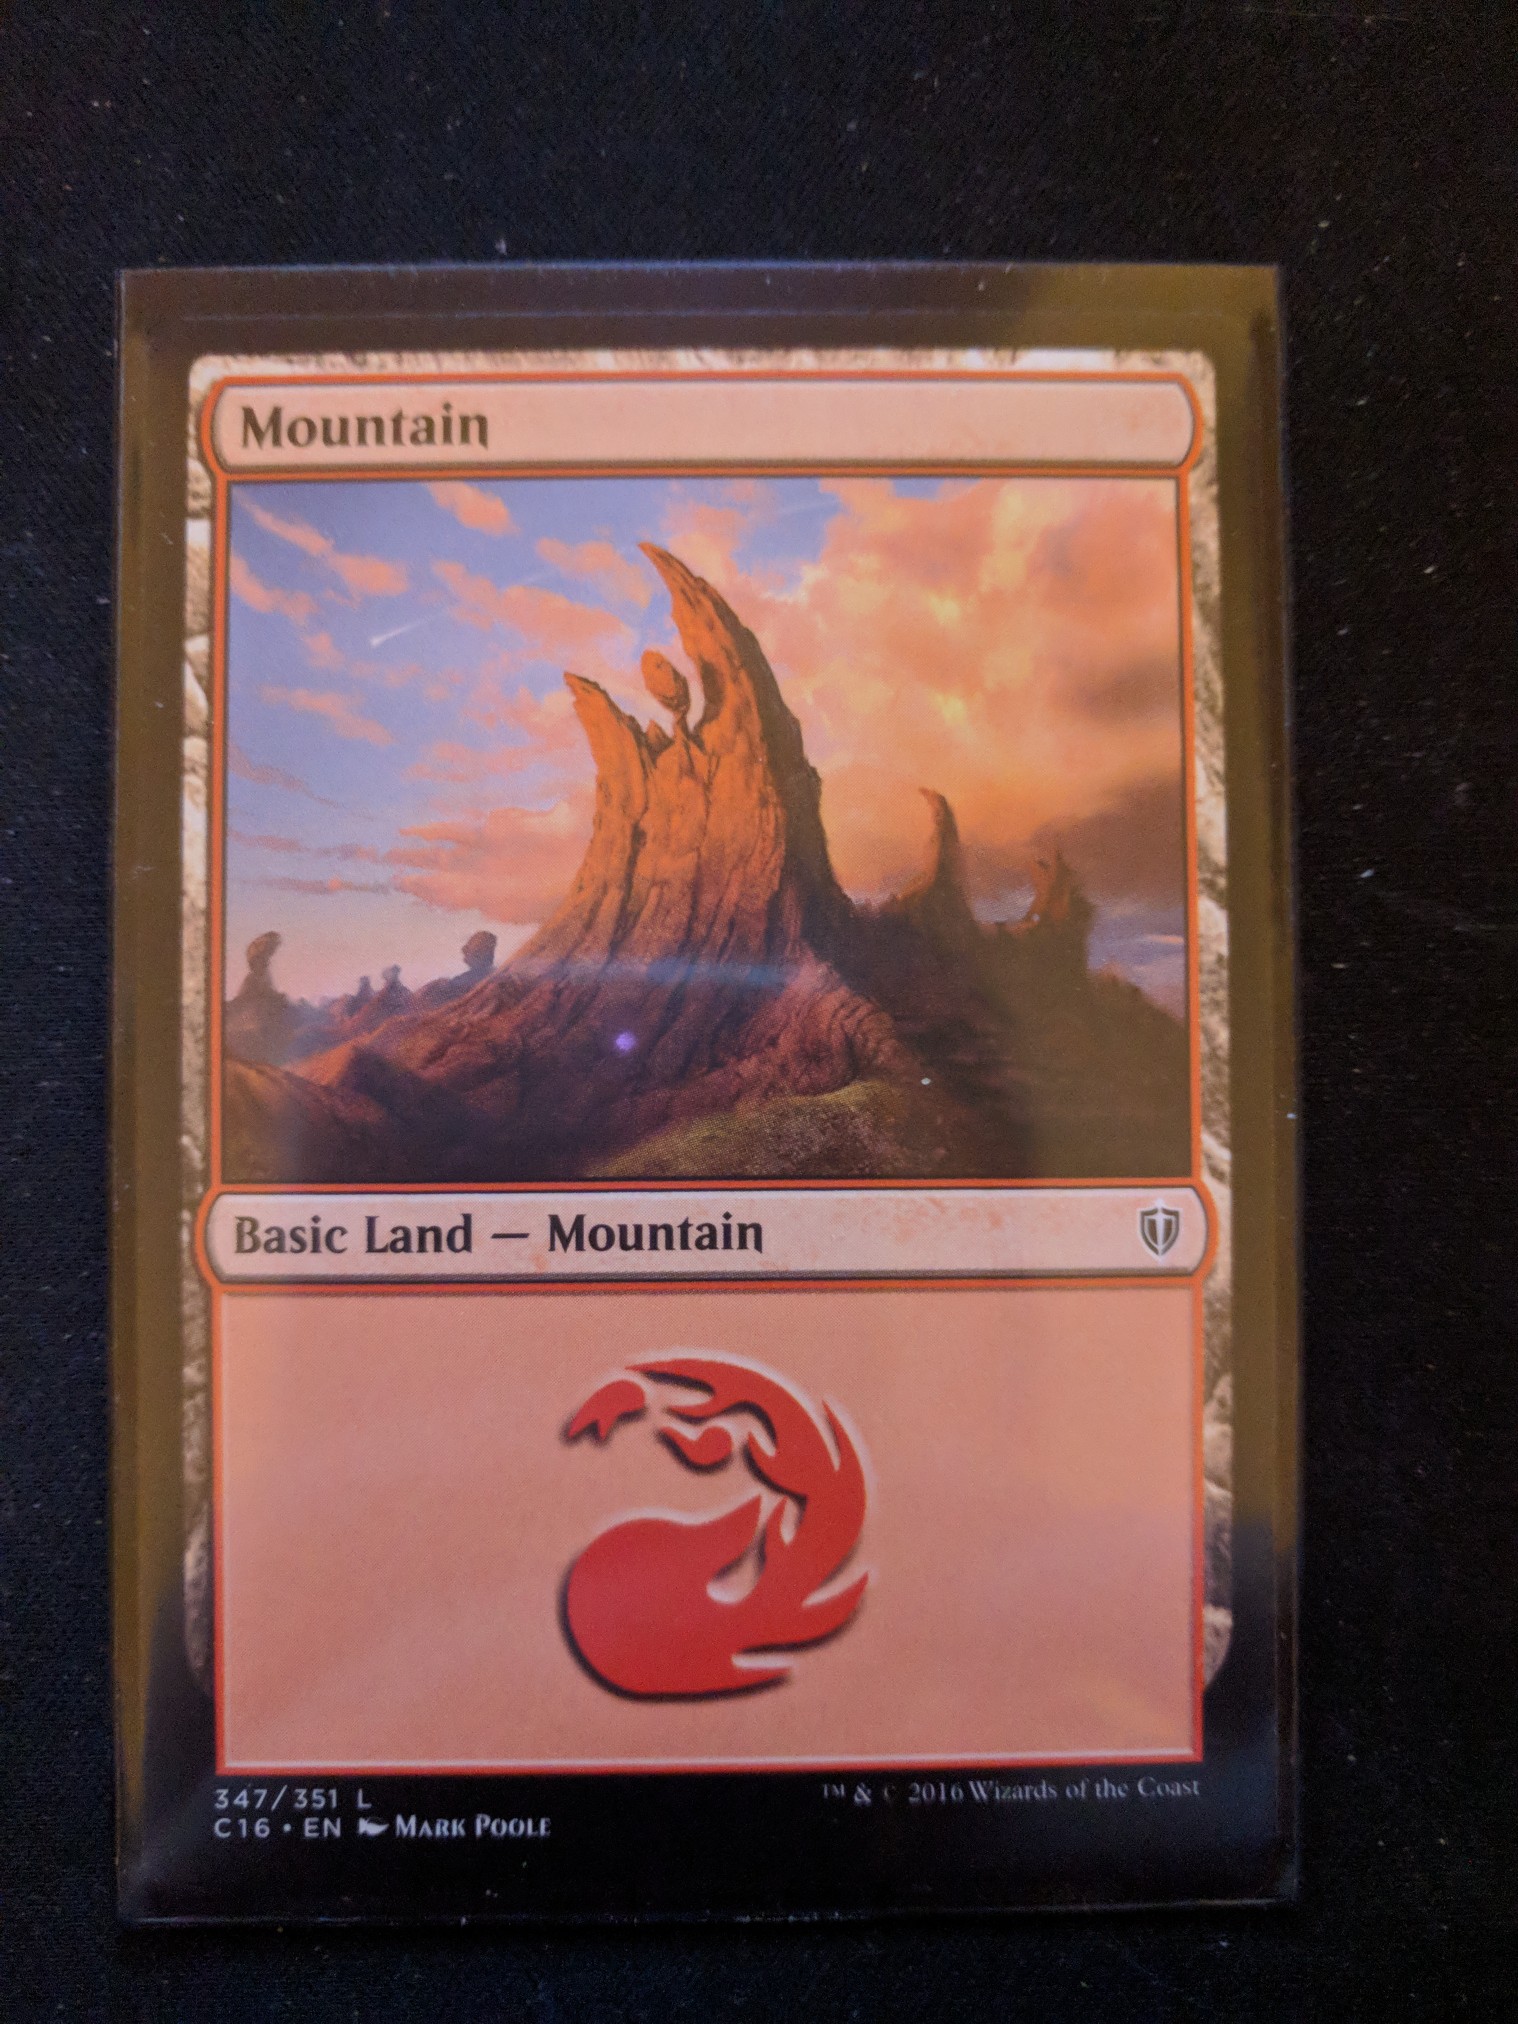 Mountain
Basic Land — Mountain
347/351 L
C16 • EN Mark Poole
™ & © 2016 Wizards of the Coast